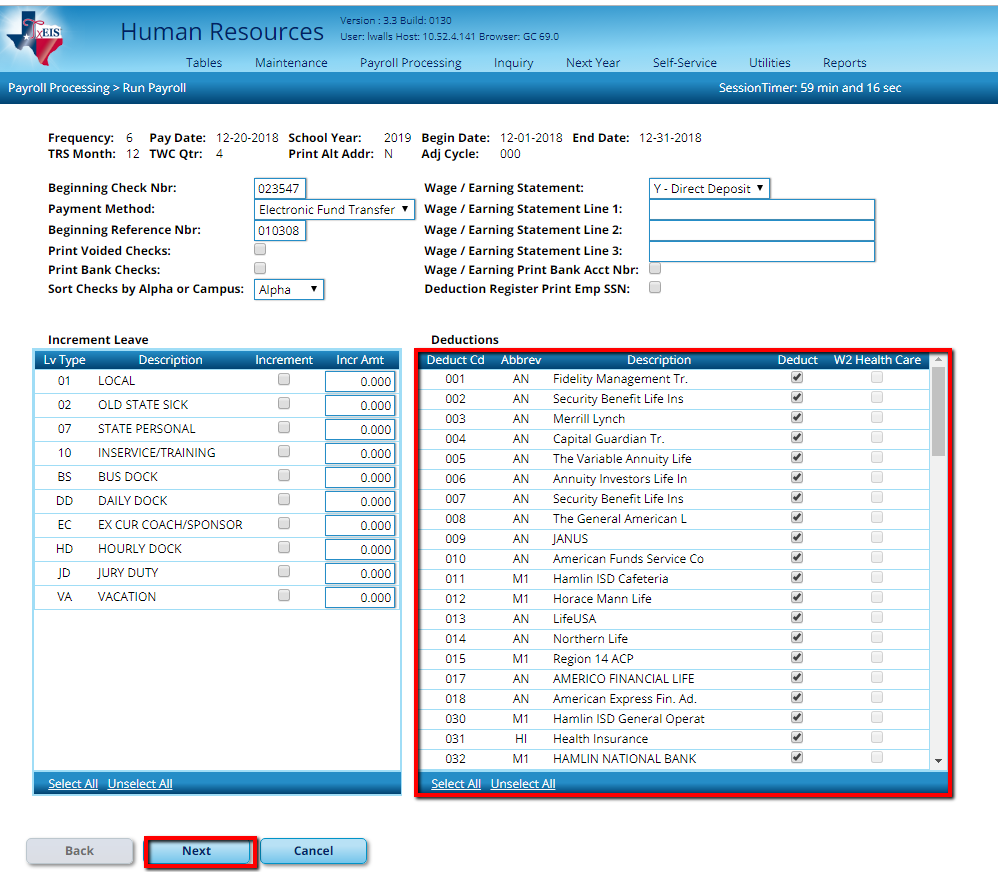 TxEIS
Human Resources
Version : 3.3 Build: 0130
User: lwalls Host: 10.52.4.141 Browser: GC 69.0
Tables Maintenance Payroll Processing Inquiry Next Year Self-Service Utilities Reports
Payroll Processing > Run Payroll SessionTimer: 59 min and 16 sec
Frequency: 6 Pay Date: 12-20-2018 School Year: 2019 Begin Date: 12-01-2018 End Date: 12-31-2018
TRS Month: 12 TWC Qtr: 4 Print Alt Addr: N Adj Cycle: 000
Beginning Check Nbr: 023547 Wage / Earning Statement: Y - Direct Deposit
Payment Method: Electronic Fund Transfer Wage / Earning Statement Line 1:
Beginning Reference Nbr: 010308 Wage / Earning Statement Line 2:
Print Voided Checks: Wage / Earning Statement Line 3:
Print Bank Checks: Wage / Earning Print Bank Acct Nbr:
Sort Checks by Alpha or Campus: Alpha Deduction Register Print Emp SSN:
Increment Leave
Lv Type Description Increment Incr Amt
01 LOCAL 0.000
02 OLD STATE SICK 0.000
07 STATE PERSONAL 0.000
10 INSERVICE/TRAINING 0.000
BS BUS DOCK 0.000
DD DAILY DOCK 0.000
EC EX CUR COACH/SPONSOR 0.000
HD HOURLY DOCK 0.000
JD JURY DUTY 0.000
VA VACATION 0.000
Select All Unselect All
Deductions
Deduct Cd Abbrev Description Deduct W2 Health Care
001 AN Fidelity Management Tr.
002 AN Security Benefit Life Ins
003 AN Merrill Lynch
004 AN Capital Guardian Tr.
005 AN The Variable Annuity Life
006 AN Annuity Investors Life In
007 AN Security Benefit Life Ins
008 AN The General American L
009 AN JANUS
010 AN American Funds Service Co
011 M1 Hamlin ISD Cafeteria
012 M1 Horace Mann Life
013 AN LifeUSA
014 AN Northern Life
015 M1 Region 14 ACP
017 AN AMERICO FINANCIAL LIFE
018 AN American Express Fin. Ad.
030 M1 Hamlin ISD General Operat
031 HI Health Insurance
032 M1 HAMLIN NATIONAL BANK
Select All Unselect All
Back Next Cancel